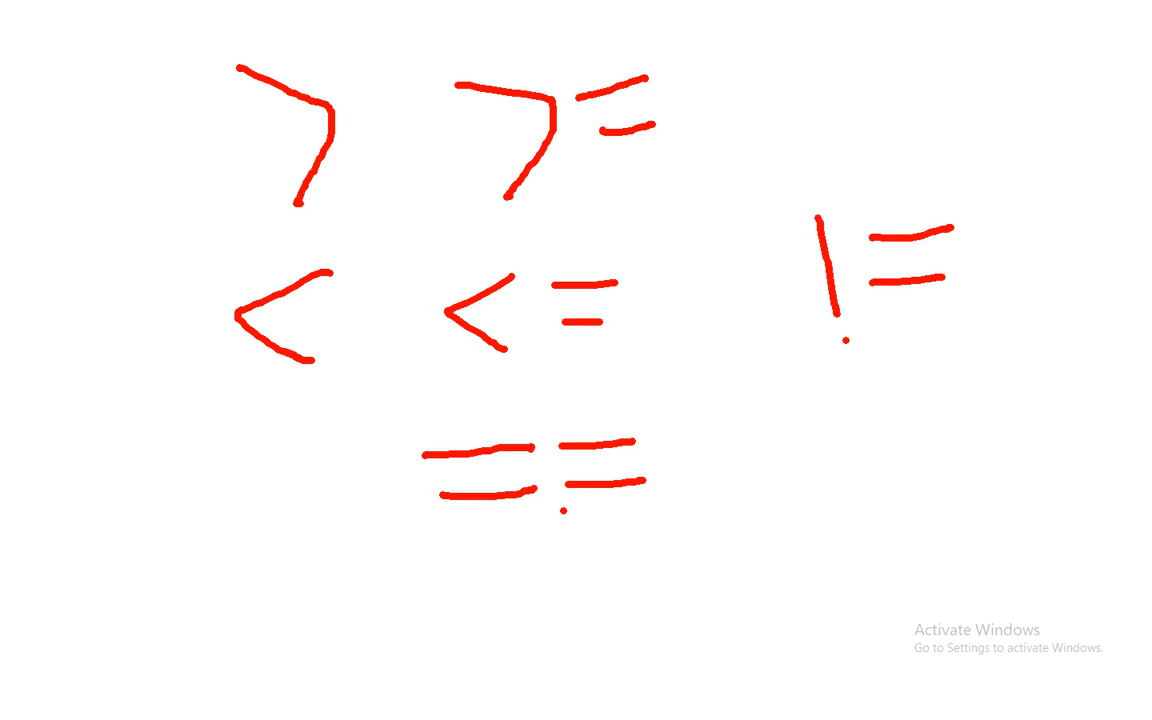 > >=
< <= !=
==
Activate Windows
Go to Settings to activate Windows.